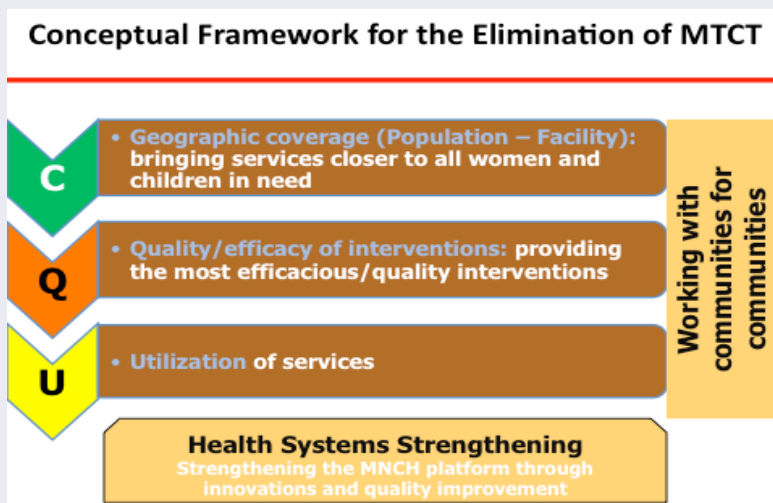 Conceptual Framework for the Elimination of MTCT
C
• Geographic coverage (Population – Facility):
bringing services closer to all women and
children in need
Q
• Quality/efficacy of interventions: providing
the most efficacious/quality interventions
U
• Utilization of services
Working with
communities for
communities
Health Systems Strengthening
Strengthening the MNCH platform through
innovations and quality improvement